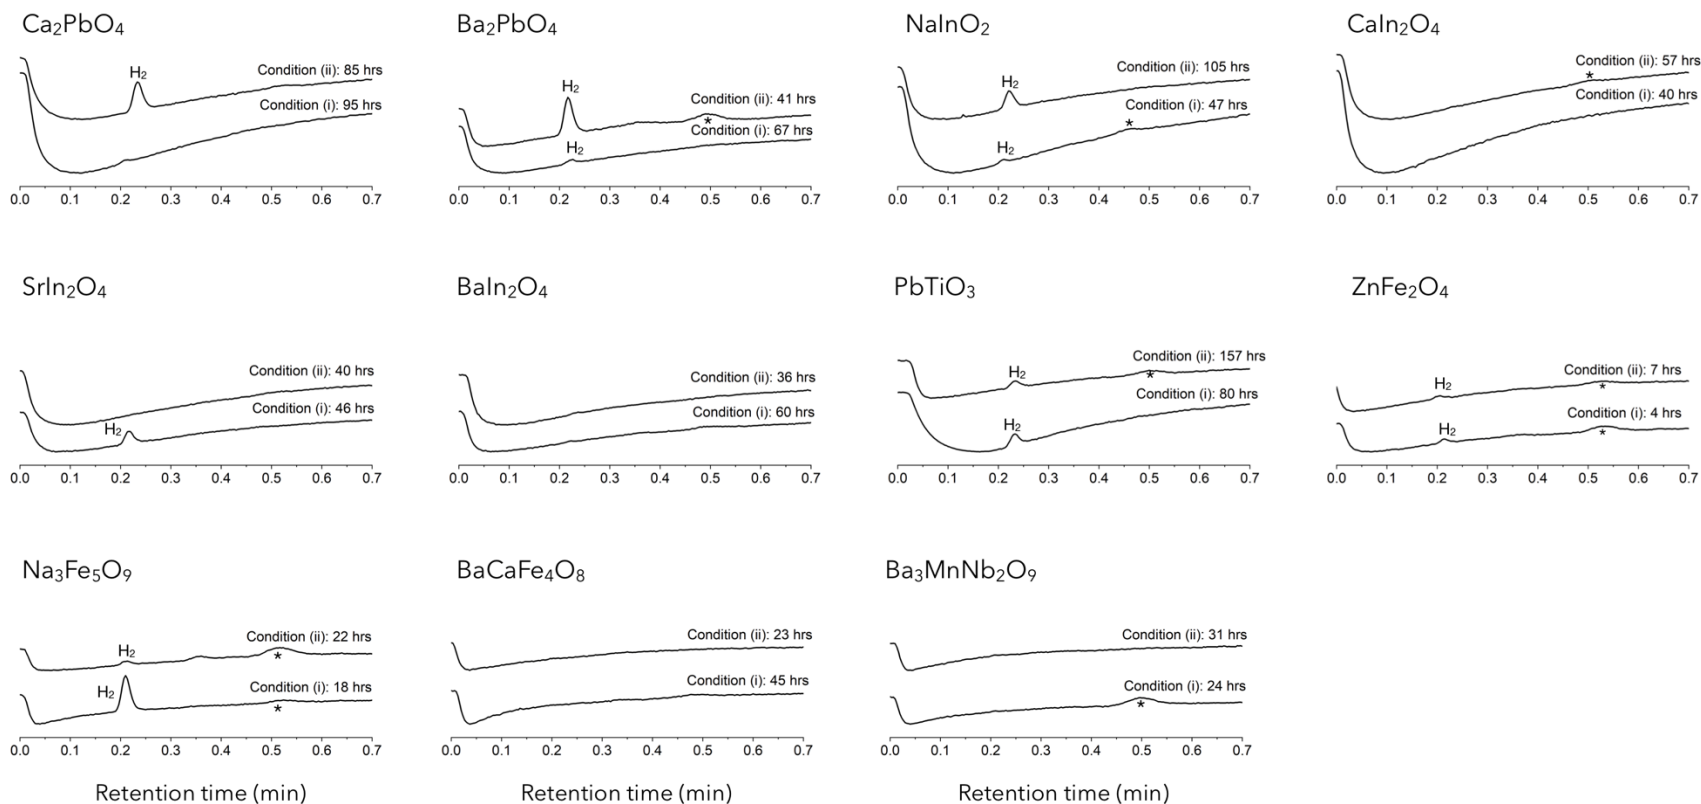 Ca₂PbO₄
H₂
Condition (ii): 85 hrs
Condition (i): 95 hrs
0.0 0.1 0.2 0.3 0.4 0.5 0.6 0.7
Ba₂PbO₄
H₂
Condition (ii): 41 hrs
*
Condition (i): 67 hrs
H₂
0.0 0.1 0.2 0.3 0.4 0.5 0.6 0.7
NaInO₂
Condition (ii): 105 hrs
H₂
Condition (i): 47 hrs
*
H₂
0.0 0.1 0.2 0.3 0.4 0.5 0.6 0.7
CaIn₂O₄
Condition (ii): 57 hrs
*
Condition (i): 40 hrs
0.0 0.1 0.2 0.3 0.4 0.5 0.6 0.7
SrIn₂O₄
Condition (ii): 40 hrs
Condition (i): 46 hrs
H₂
0.0 0.1 0.2 0.3 0.4 0.5 0.6 0.7
BaIn₂O₄
Condition (ii): 36 hrs
Condition (i): 60 hrs
0.0 0.1 0.2 0.3 0.4 0.5 0.6 0.7
PbTiO₃
Condition (ii): 157 hrs
H₂
*
Condition (i): 80 hrs
H₂
0.0 0.1 0.2 0.3 0.4 0.5 0.6 0.7
ZnFe₂O₄
Condition (ii): 7 hrs
H₂
*
Condition (i): 4 hrs
H₂
*
0.0 0.1 0.2 0.3 0.4 0.5 0.6 0.7
Na₃Fe₅O₉
Condition (ii): 22 hrs
H₂
*
Condition (i): 18 hrs
H₂
*
0.0 0.1 0.2 0.3 0.4 0.5 0.6 0.7
Retention time (min)
BaCaFe₄O₈
Condition (ii): 23 hrs
Condition (i): 45 hrs
0.0 0.1 0.2 0.3 0.4 0.5 0.6 0.7
Retention time (min)
Ba₃MnNb₂O₉
Condition (ii): 31 hrs
Condition (i): 24 hrs
*
0.0 0.1 0.2 0.3 0.4 0.5 0.6 0.7
Retention time (min)